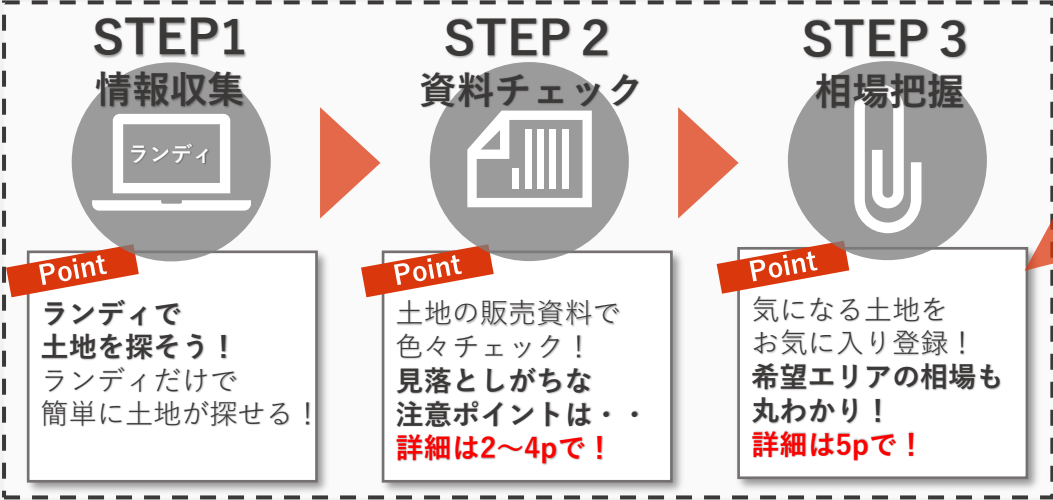 STEP1
情報収集
ランディ
Point
ランディで
土地を探そう！
ランディだけで
簡単に土地が探せる！
STEP 2
資料チェック
Point
土地の販売資料で
色々チェック！
見落としがちな
注意ポイントは・・
詳細は2～4pで！
STEP 3
相場把握
Point
気になる土地を
お気に入り登録！
希望エリアの相場も
丸わかり！
詳細は5pで！